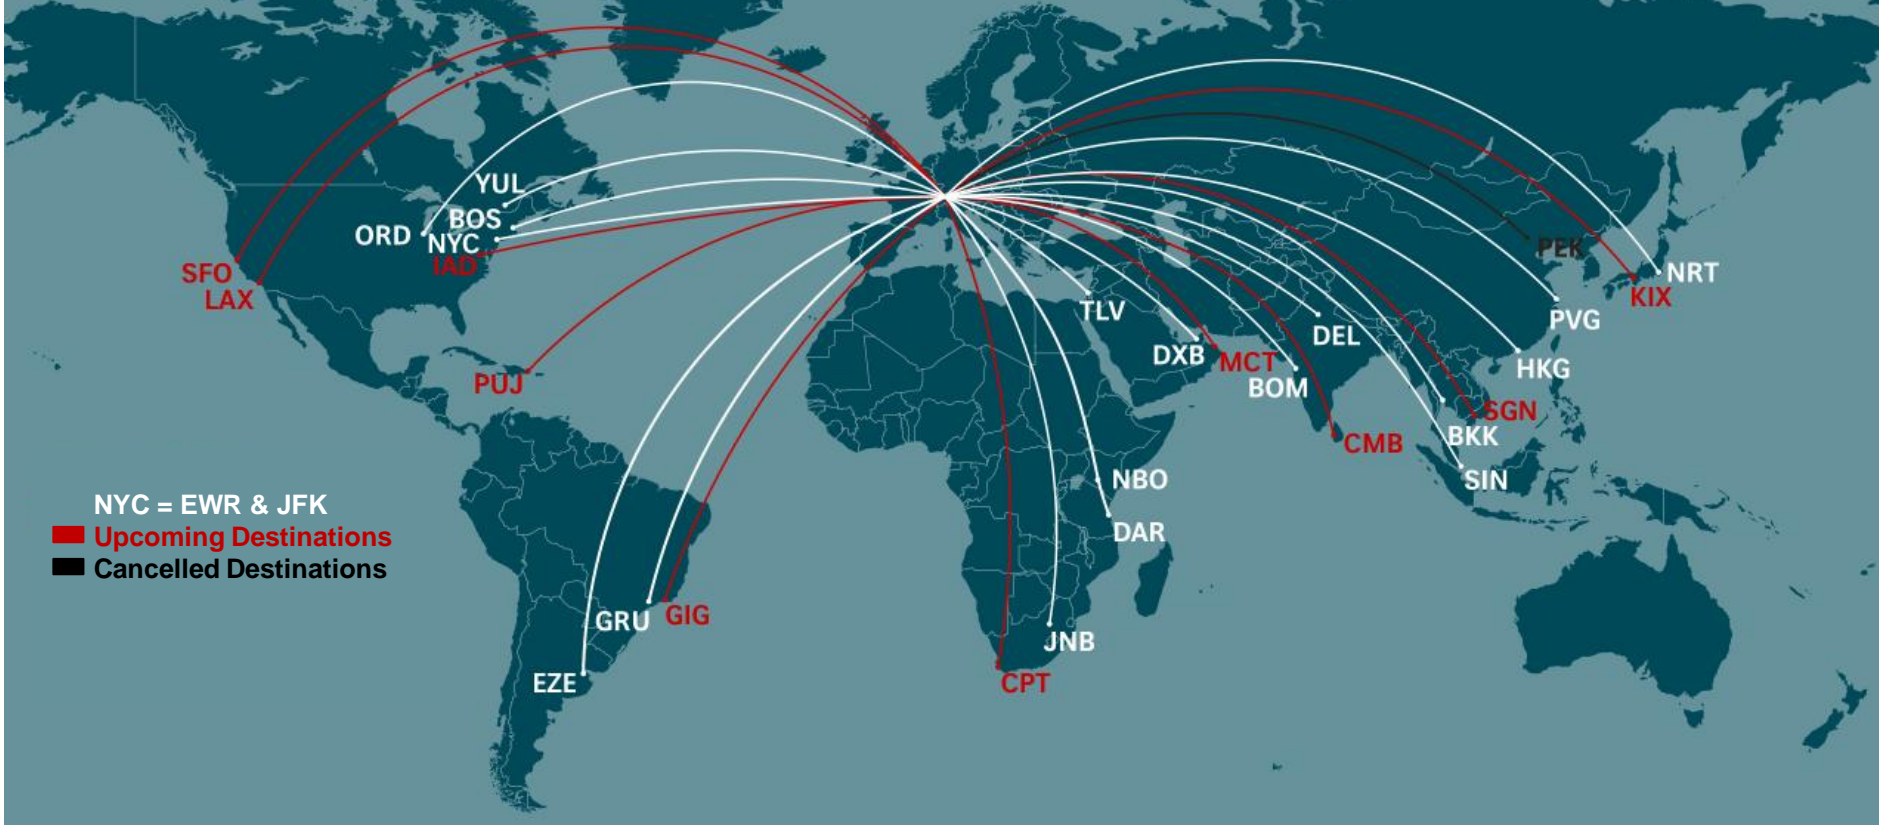 YUL
BOS
ORD
NYC
IAD
SFO
LAX
PUJ
PEK
NRT
KIX
PVG
TLV
DEL
DXB
MCT
HKG
BOM
SGN
BKK
CMB
SIN
NBO
DAR
NYC = EWR & JFK
Upcoming Destinations
Cancelled Destinations
GRU
GIG
JNB
EZE
CPT